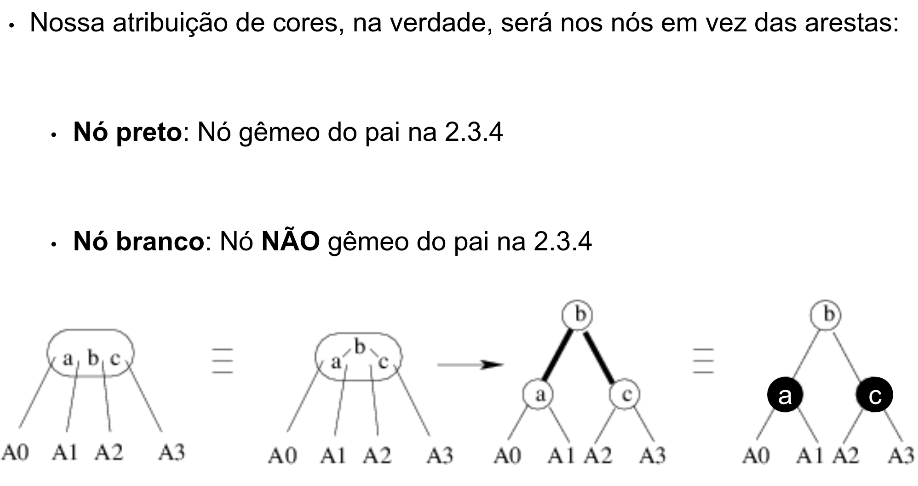 • Nossa atribuição de cores, na verdade, será nos nós em vez das arestas:
• Nó preto: Nó gêmeo do pai na 2.3.4
• Nó branco: Nó NÃO gêmeo do pai na 2.3.4
b b
b
a b c a c
a c a c
A0 A1 A2 A3 A0 A1 A2 A3 A0 A1 A2 A3 A0 A1 A2 A3